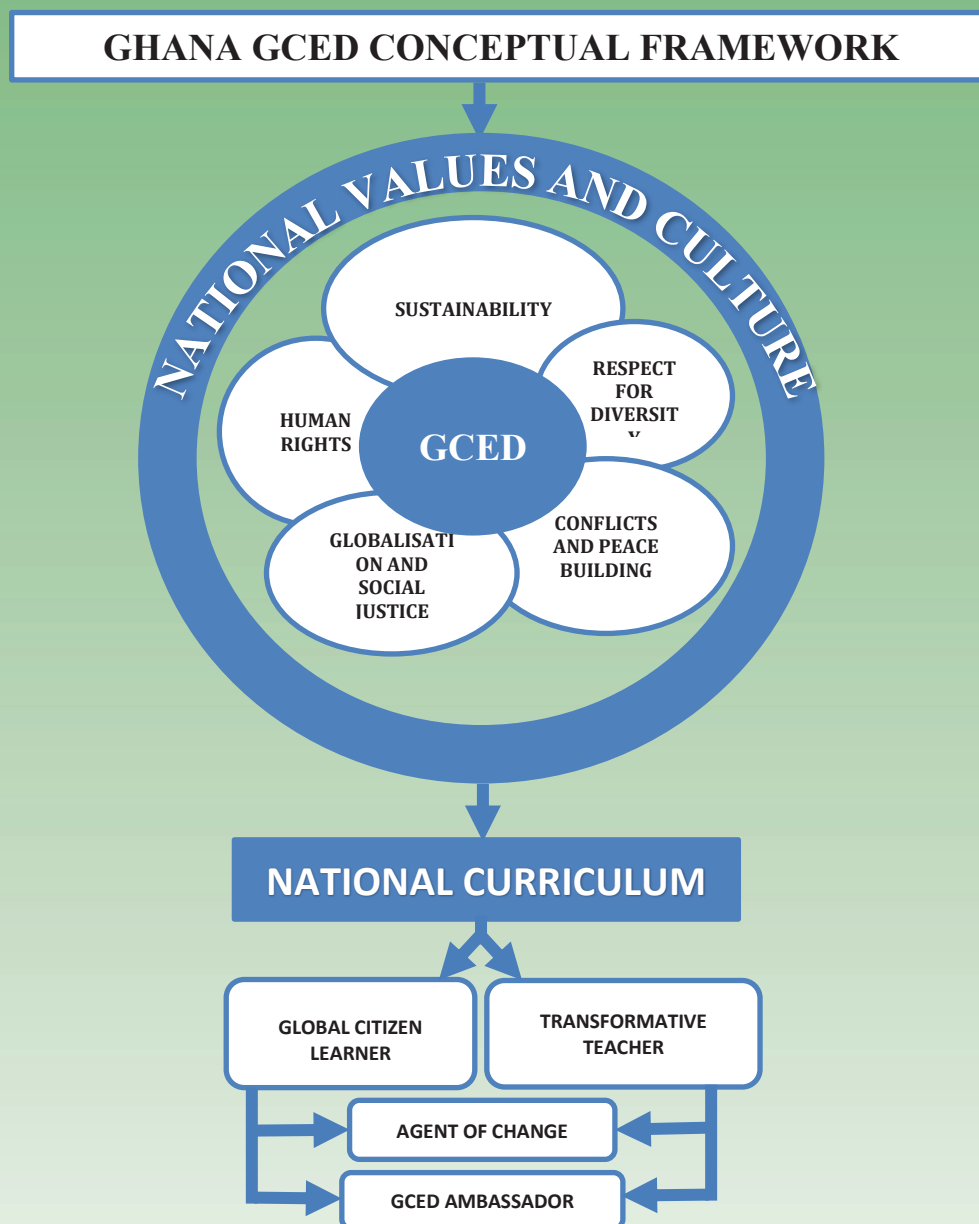 GHANA GCED CONCEPTUAL FRAMEWORK
NATIONAL VALUES AND CULTURE
SUSTAINABILITY
RESPECT
FOR
DIVERSIT
Y
HUMAN
RIGHTS
GCED
CONFLICTS
AND PEACE
BUILDING
GLOBALISATI
ON AND
SOCIAL
JUSTICE
NATIONAL CURRICULUM
GLOBAL CITIZEN
LEARNER
TRANSFORMATIVE
TEACHER
AGENT OF CHANGE
GCED AMBASSADOR